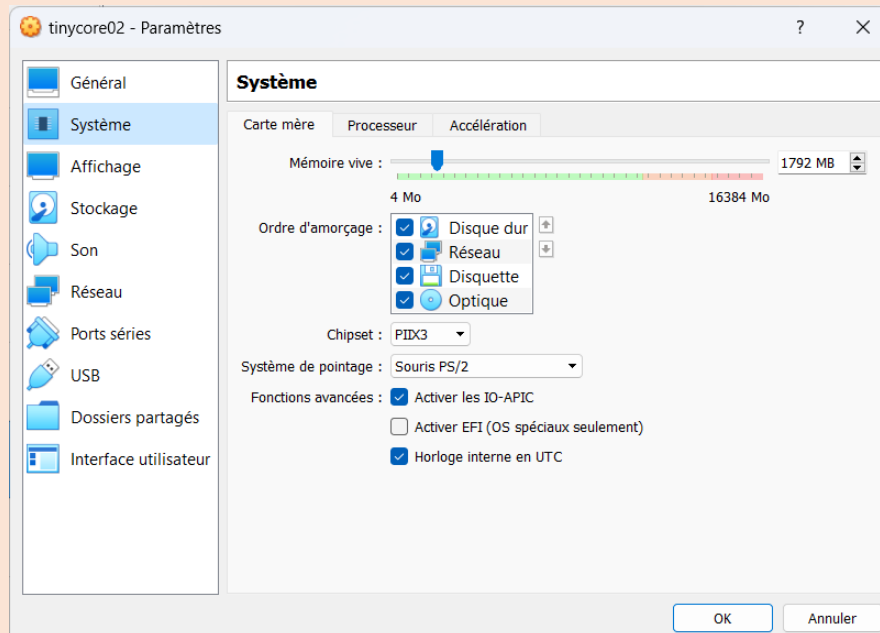 tinycore02 - Paramètres
?
Général
Système
Affichage
Stockage
Son
Réseau
Ports séries
USB
Dossiers partagés
Interface utilisateur
Système
Carte mère Processeur Accélération
Mémoire vive : 1792 MB
4 Mo 16384 Mo
Ordre d'amorçage : Disque dur
Réseau
Disquette
Optique
Chipset : PIIX3
Système de pointage : Souris PS/2
Fonctions avancées : Activer les IO-APIC
Activer EFI (OS spéciaux seulement)
Horloge interne en UTC
OK Annuler